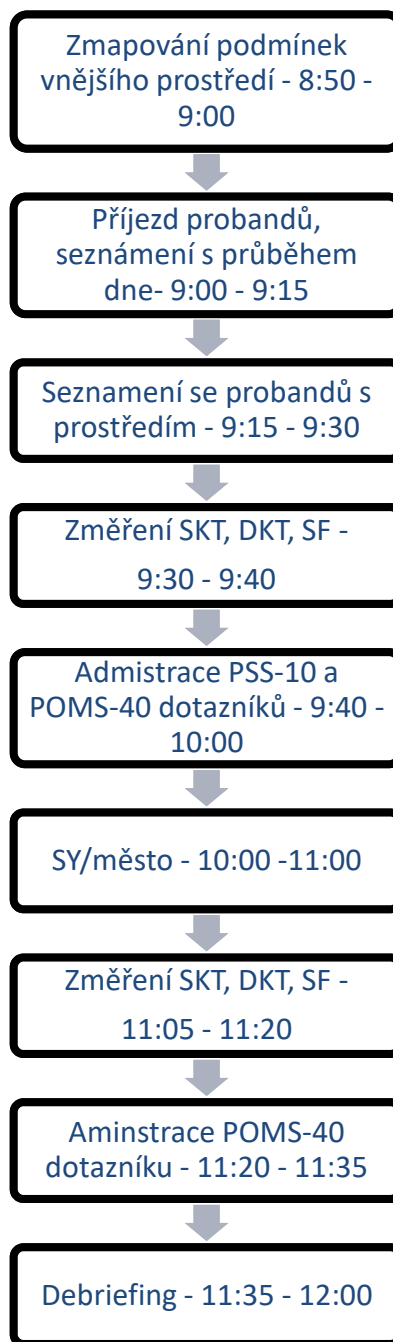 Zmapování podmínek
vnějšího prostředí - 8:50 -
9:00
Příjezd probandů,
seznámení s průběhem
dne- 9:00 - 9:15
Seznamení se probandů s
prostředím - 9:15 - 9:30
Změření SKT, DKT, SF -
9:30 - 9:40
Admistrace PSS-10 a
POMS-40 dotazníků - 9:40 -
10:00
SY/město - 10:00 -11:00
Změření SKT, DKT, SF -
11:05 - 11:20
Aminstrace POMS-40
dotazníku - 11:20 - 11:35
Debriefing - 11:35 - 12:00